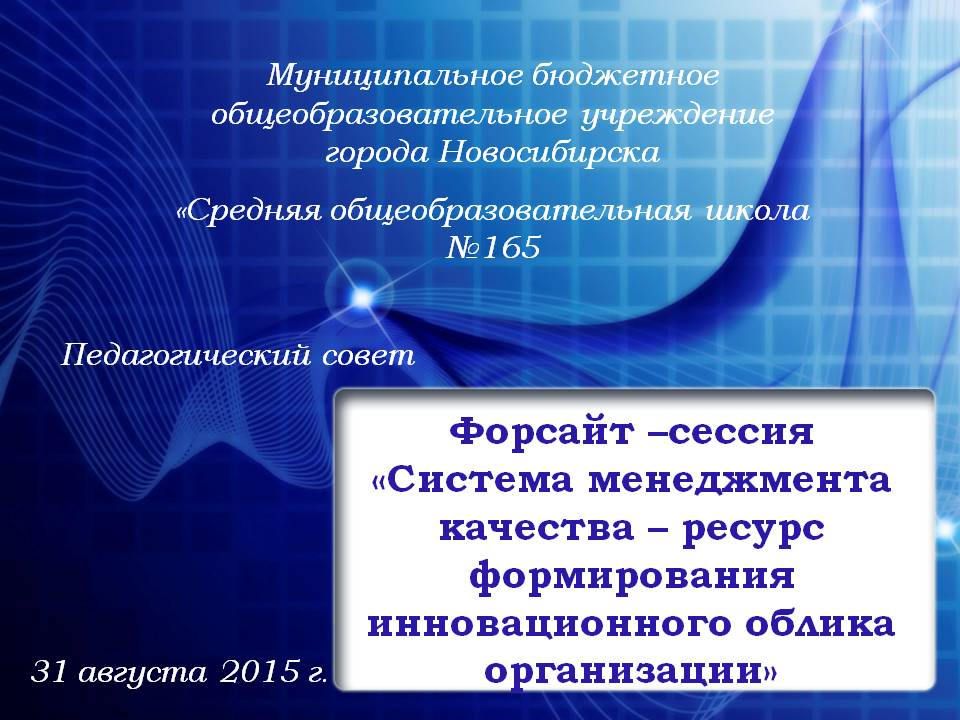 Муниципальное бюджетное
общеобразовательное учреждение
города Новосибирска
«Средняя общеобразовательная школа
№165
Педагогический совет
Форсайт –сессия
«Система менеджмента
качества – ресурс
формирования
инновационного облика
организации»
31 августа 2015 г.